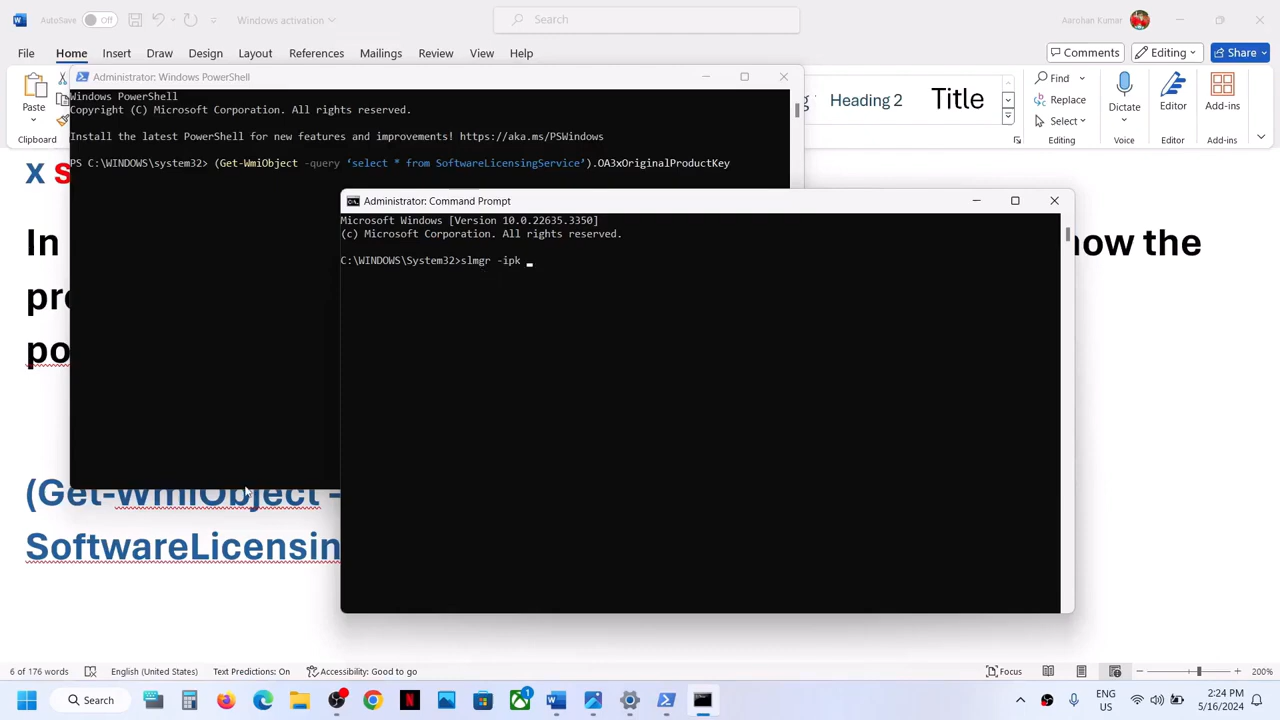 AutoSave Off Windows activation Search Aarohan Kumar
File Home Insert Draw Design Layout References Mailings Review View Help Comments Editing Share
Paste
Clipboard
Heading 2 Title
Find
Replace
Select
Editing
Dictate
Voice
Editor
Editor
Add-ins
Add-ins
Administrator: Windows PowerShell
Windows PowerShell
Copyright (C) Microsoft Corporation. All rights reserved.
Install the latest PowerShell for new features and improvements! https://aka.ms/PSWindows
PS C:\WINDOWS\system32> (Get-WmiObject -query ‘select * from SoftwareLicensingService’).OA3xOriginalProductKey
Administrator: Command Prompt
Microsoft Windows [Version 10.0.22635.3350]
(c) Microsoft Corporation. All rights reserved.
C:\WINDOWS\System32>slmgr -ipk
x
In
the
(Get-WmiObject -
6 of 176 words English (United States) Text Predictions: On Accessibility: Good to go Focus 200%
Search 1 ENG US 2:24 PM 5/16/2024